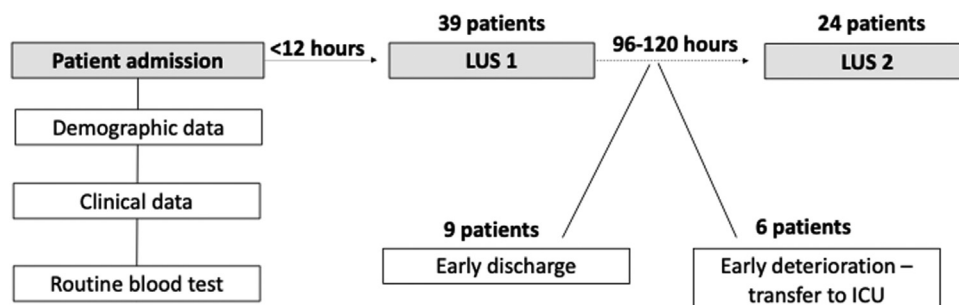 39 patients
24 patients
<12 hours
96-120 hours
Patient admission
LUS 1
LUS 2
Demographic data
Clinical data
Routine blood test
9 patients
Early discharge
6 patients
Early deterioration –
transfer to ICU